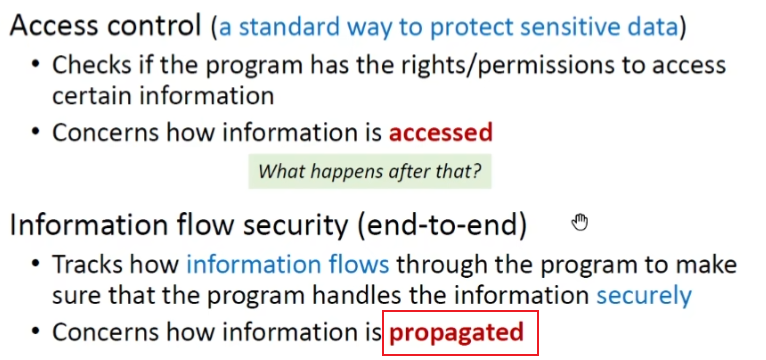 Access control (a standard way to protect sensitive data)
• Checks if the program has the rights/permissions to access
certain information
• Concerns how information is accessed
What happens after that?
Information flow security (end-to-end)
• Tracks how information flows through the program to make
sure that the program handles the information securely
• Concerns how information is propagated